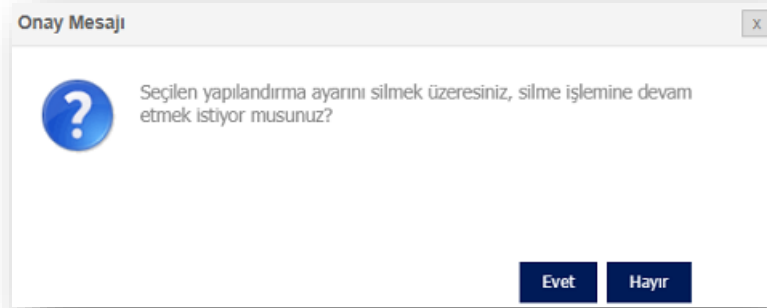 Onay Mesajı
x
Seçilen yapılandırma ayarını silmek üzeresiniz, silme işlemine devam
etmek istiyor musunuz?
Evet Hayır